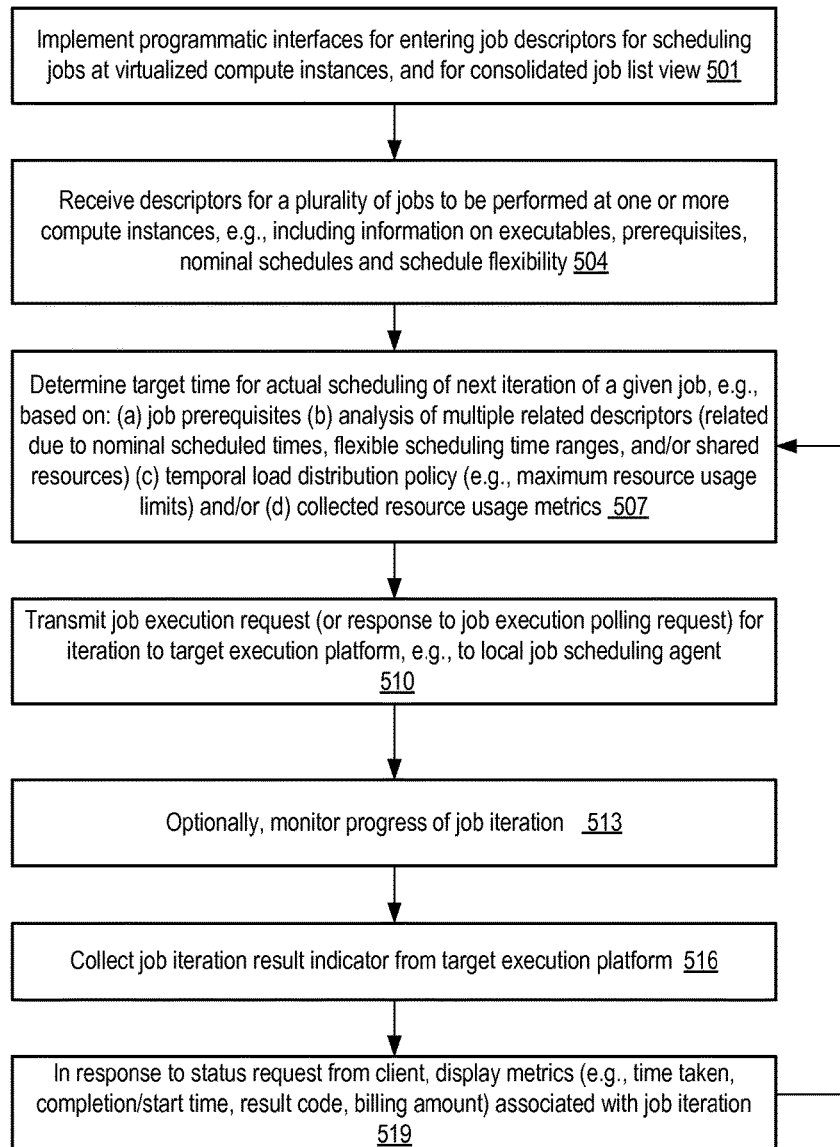 Implement programmatic interfaces for entering job descriptors for scheduling
jobs at virtualized compute instances, and for consolidated job list view 501
Receive descriptors for a plurality of jobs to be performed at one or more
compute instances, e.g., including information on executables, prerequisites,
nominal schedules and schedule flexibility 504
Determine target time for actual scheduling of next iteration of a given job, e.g.,
based on: (a) job prerequisites (b) analysis of multiple related descriptors (related
due to nominal scheduled times, flexible scheduling time ranges, and/or shared
resources) (c) temporal load distribution policy (e.g., maximum resource usage
limits) and/or (d) collected resource usage metrics 507
Transmit job execution request (or response to job execution polling request) for
iteration to target execution platform, e.g., to local job scheduling agent
510
Optionally, monitor progress of job iteration 513
Collect job iteration result indicator from target execution platform 516
In response to status request from client, display metrics (e.g., time taken,
completion/start time, result code, billing amount) associated with job iteration
519